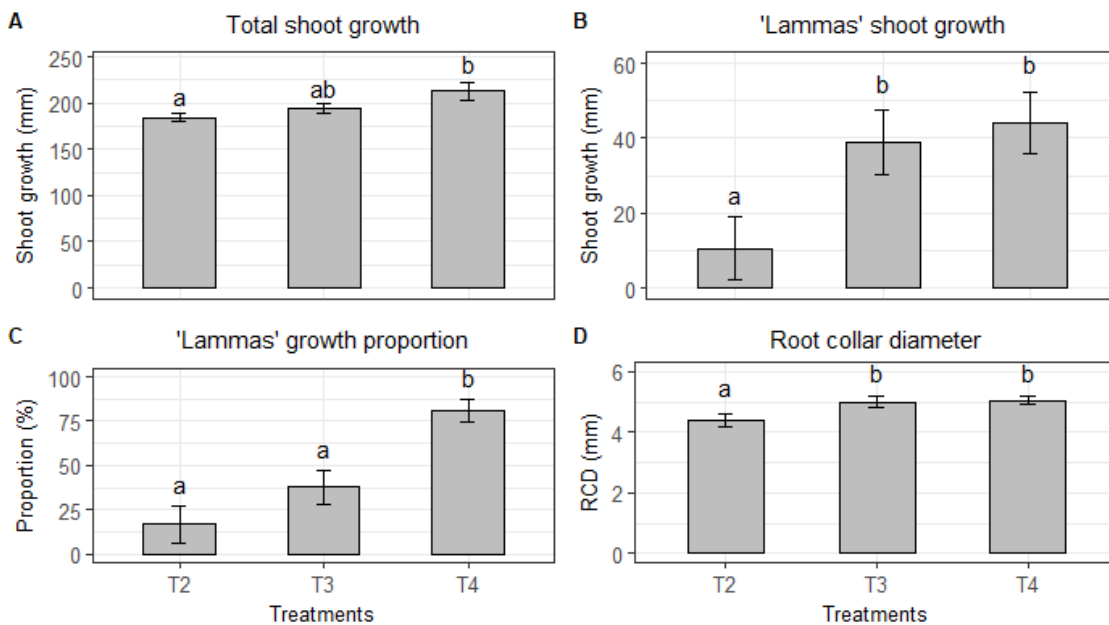 A
Total shoot growth
Shoot growth (mm)
250
200
150
100
50
0
a
ab
b
B
'Lammas' shoot growth
Shoot growth (mm)
60
40
20
0
a
b
b
C
'Lammas' growth proportion
Proportion (%)
100
75
50
25
0
a
a
b
T2 T3 T4
Treatments
D
Root collar diameter
RCD (mm)
6
4
2
0
a
b
b
T2 T3 T4
Treatments